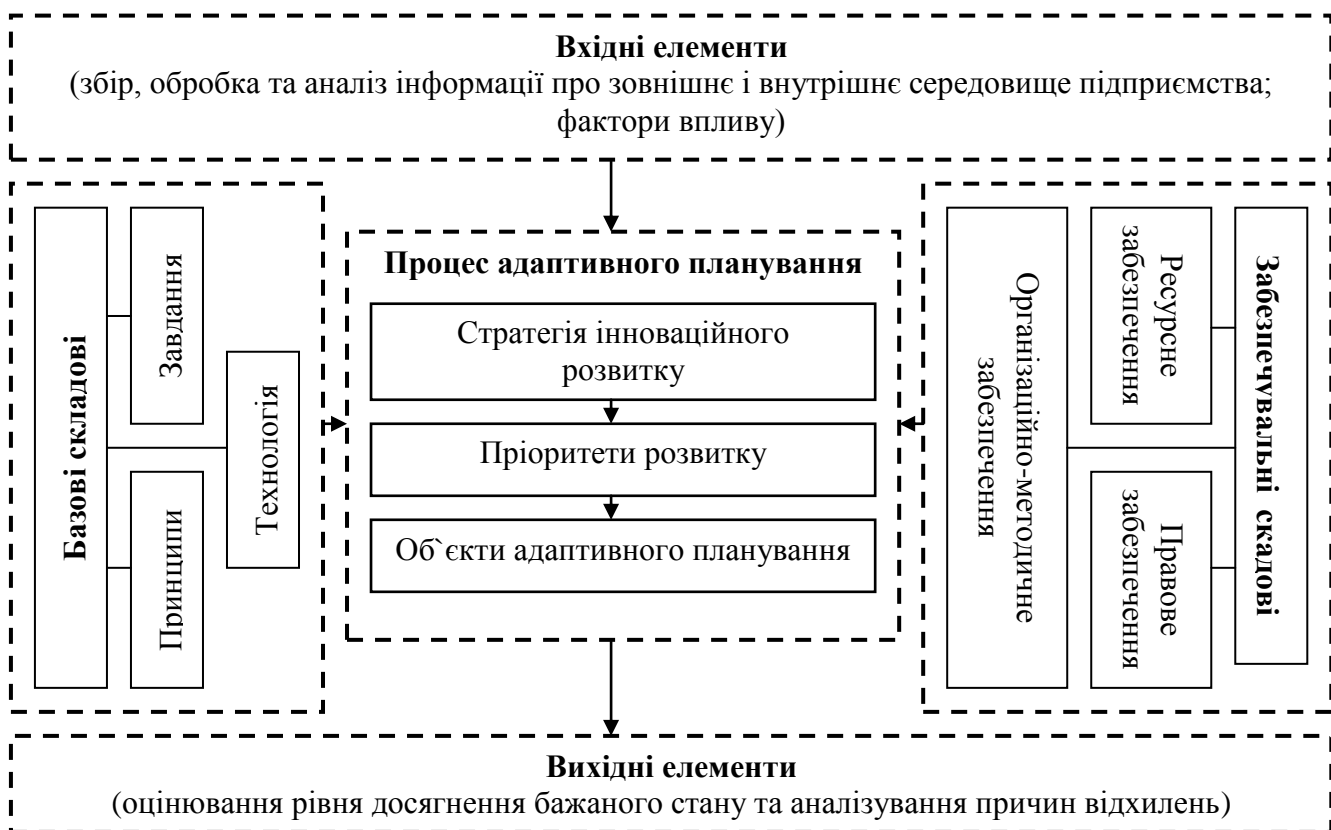 Вхідні елементи
(збір, обробка та аналіз інформації про зовнішнє і внутрішнє середовище підприємства;
фактори впливу)
Базові складові
Завдання
Принципи
Технологія
Процес адаптивного планування
Стратегія інноваційного
розвитку
Пріоритети розвитку
Об`єкти адаптивного планування
Організаційно-методичне
забезпечення
Ресурсне
забезпечення
Правове
забезпечення
Забезпечувальні скадові
Вихідні елементи
(оцінювання рівня досягнення бажаного стану та аналізування причин відхилень)